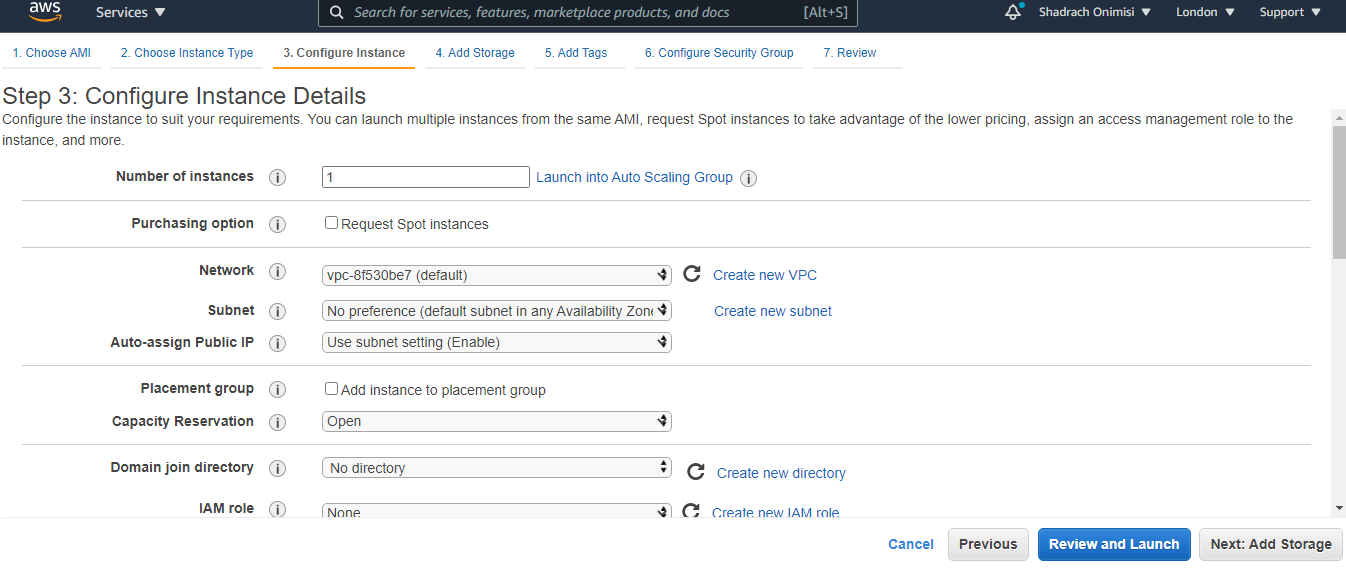 aws Services Search for services, features, marketplace products, and docs [Alt+S] Shadrach Onimisi London Support
1. Choose AMI 2. Choose Instance Type 3. Configure Instance 4. Add Storage 5. Add Tags 6. Configure Security Group 7. Review
Step 3: Configure Instance Details
Configure the instance to suit your requirements. You can launch multiple instances from the same AMI, request Spot instances to take advantage of the lower pricing, assign an access management role to the
instance, and more.
Number of instances i 1 Launch into Auto Scaling Group i
Purchasing option i Request Spot instances
Network i vpc-8f530be7 (default) Create new VPC
Subnet i No preference (default subnet in any Availability Zone Create new subnet
Auto-assign Public IP i Use subnet setting (Enable)
Placement group i Add instance to placement group
Capacity Reservation i Open
Domain join directory i No directory Create new directory
IAM role i None Create new IAM role
Cancel Previous Review and Launch Next: Add Storage